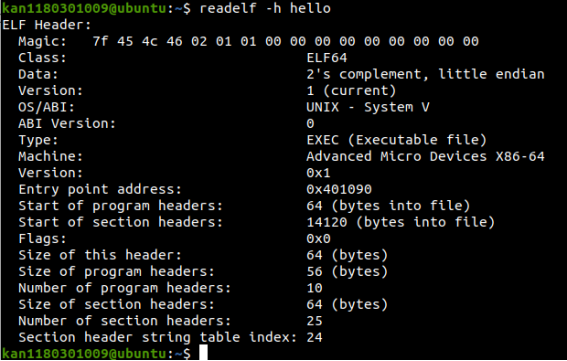 kan1180301009@ubuntu:~$ readelf -h hello
ELF Header:
  Magic:   7f 45 4c 46 02 01 01 00 00 00 00 00 00 00 00 00
  Class:                             ELF64
  Data:                              2's complement, little endian
  Version:                           1 (current)
  OS/ABI:                            UNIX - System V
  ABI Version:                       0
  Type:                              EXEC (Executable file)
  Machine:                           Advanced Micro Devices X86-64
  Version:                           0x1
  Entry point address:               0x401090
  Start of program headers:          64 (bytes into file)
  Start of section headers:          14120 (bytes into file)
  Flags:                             0x0
  Size of this header:               64 (bytes)
  Size of program headers:           56 (bytes)
  Number of program headers:         10
  Size of section headers:           64 (bytes)
  Number of section headers:         25
  Section header string table index: 24
kan1180301009@ubuntu:~$